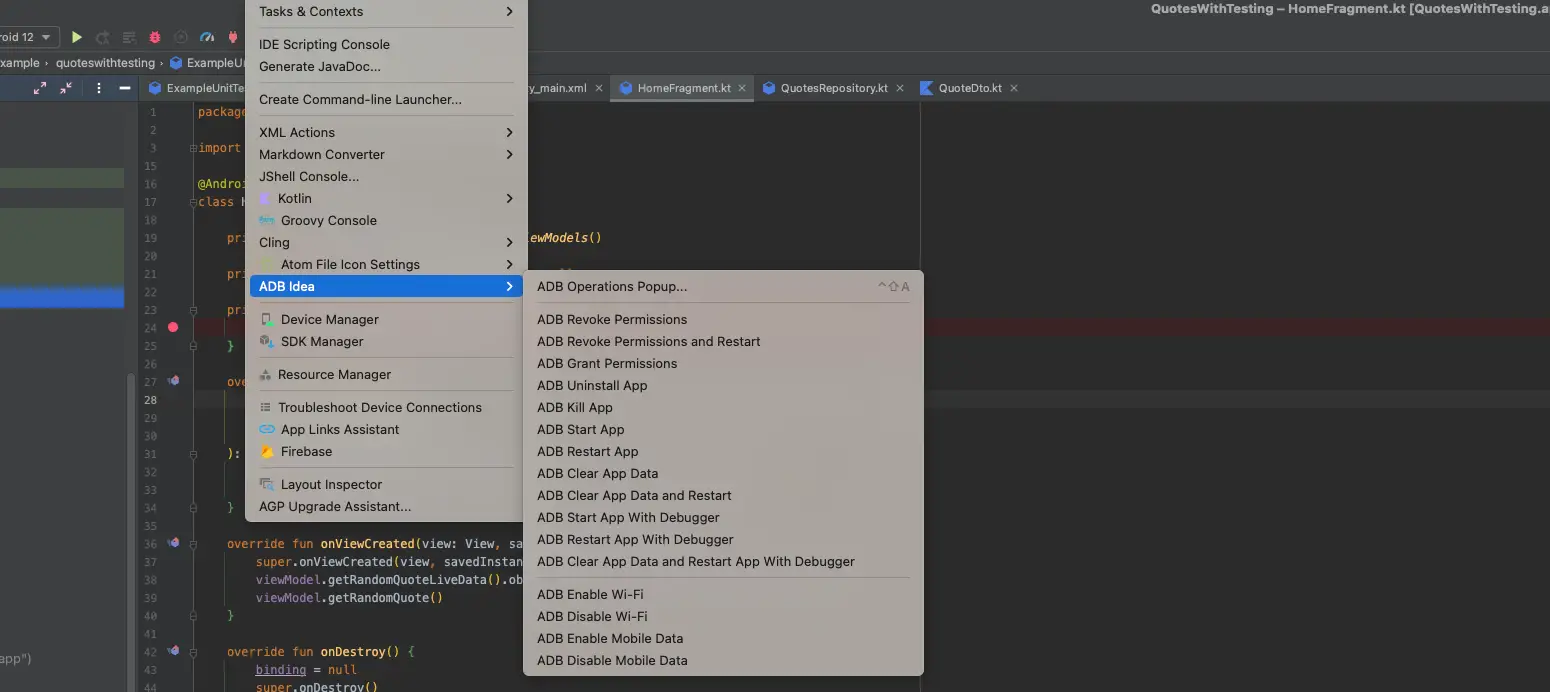 QuotesWithTesting – HomeFragment.kt [QuotesWithTesting.a
roid 12
xample › quoteswithtesting › ExampleU
ExampleUnitTe
y_main.xml
HomeFragment.kt
QuotesRepository.kt
QuoteDto.kt
Tasks & Contexts
IDE Scripting Console
Generate JavaDoc...
Create Command-line Launcher...
XML Actions
Markdown Converter
JShell Console...
Kotlin
Groovy Console
Cling
Atom File Icon Settings
ADB Idea
Device Manager
SDK Manager
Resource Manager
Troubleshoot Device Connections
App Links Assistant
Firebase
Layout Inspector
AGP Upgrade Assistant...
ADB Operations Popup... ^⇧A
ADB Revoke Permissions
ADB Revoke Permissions and Restart
ADB Grant Permissions
ADB Uninstall App
ADB Kill App
ADB Start App
ADB Restart App
ADB Clear App Data
ADB Clear App Data and Restart
ADB Start App With Debugger
ADB Restart App With Debugger
ADB Clear App Data and Restart App With Debugger
ADB Enable Wi-Fi
ADB Disable Wi-Fi
ADB Enable Mobile Data
ADB Disable Mobile Data
1 package
2
3 import
15
16 @Androi
17 class H
18
19 pri ewModels()
20
21 pri
22
23 pri
24
25 }
26
27 ove
28
29
30
31 ):
32
33
34 }
35
36 override fun onViewCreated(view: View, sa
37 super.onViewCreated(view, savedInstan
38 viewModel.getRandomQuoteLiveData().ob
39 viewModel.getRandomQuote()
40 }
41
42 override fun onDestroy() {
43 binding = null
44 super.onDestroy()
app")